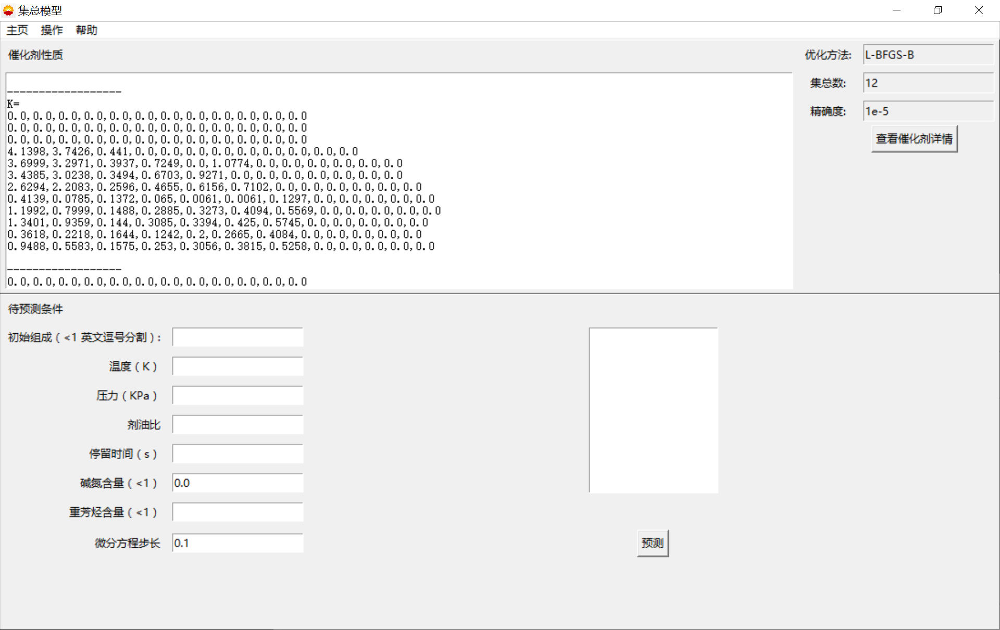 集总模型
主页 操作 帮助
催化剂性质
------------------
K=
0.0,0.0,0.0,0.0,0.0,0.0,0.0,0.0,0.0,0.0,0.0,0.0
0.0,0.0,0.0,0.0,0.0,0.0,0.0,0.0,0.0,0.0,0.0,0.0
0.0,0.0,0.0,0.0,0.0,0.0,0.0,0.0,0.0,0.0,0.0,0.0
4.1398,3.7426,0.441,0.0,0.0,0.0,0.0,0.0,0.0,0.0,0.0,0.0
3.6999,3.2971,0.3937,0.7249,0.0,1.0774,0.0,0.0,0.0,0.0,0.0,0.0
3.4385,3.0238,0.3494,0.6703,0.9271,0.0,0.0,0.0,0.0,0.0,0.0,0.0
2.6294,2.2083,0.2596,0.4655,0.6156,0.7102,0.0,0.0,0.0,0.0,0.0,0.0
0.4139,0.0785,0.1372,0.065,0.0061,0.0061,0.1297,0.0,0.0,0.0,0.0,0.0
1.1992,0.7999,0.1488,0.2885,0.3273,0.4094,0.5569,0.0,0.0,0.0,0.0,0.0
1.3401,0.9359,0.144,0.3085,0.3394,0.425,0.5745,0.0,0.0,0.0,0.0,0.0
0.3618,0.2218,0.1644,0.1242,0.2,0.2665,0.4084,0.0,0.0,0.0,0.0,0.0
0.9488,0.5583,0.1575,0.253,0.3056,0.3815,0.5258,0.0,0.0,0.0,0.0,0.0
------------------
0.0,0.0,0.0,0.0,0.0,0.0,0.0,0.0,0.0,0.0,0.0,0.0
优化方法: L-BFGS-B
集总数: 12
精确度: 1e-5
查看催化剂详情
待预测条件
初始组成（<1 英文逗号分割）:
温度（K）
压力（KPa）
剂油比
停留时间（s）
碱氮含量（<1） 0.0
重芳烃含量（<1）
微分方程步长 0.1
预测